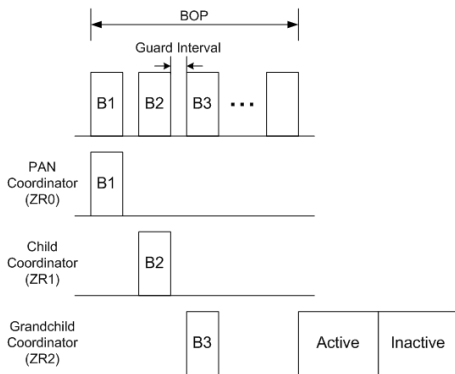 BOP
Guard Interval
B1 B2 B3 ...
PAN
Coordinator
(ZR0)
B1
Child
Coordinator
(ZR1)
B2
Grandchild
Coordinator
(ZR2)
B3 Active Inactive